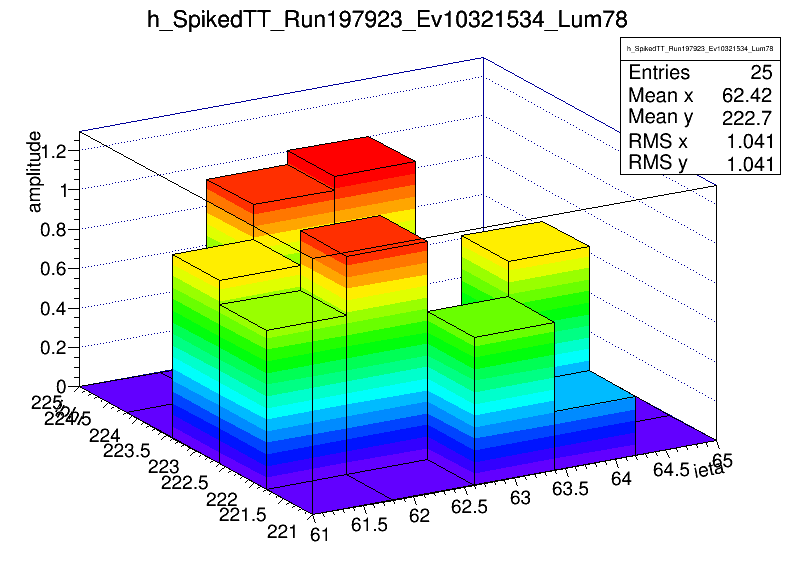 h_SpikedTT_Run197923_Ev10321534_Lum78
h_SpikedTT_Run197923_Ev10321534_Lum78
Entries 25
Mean x 62.42
Mean y 222.7
RMS x 1.041
RMS y 1.041
amplitude
1.2
1
0.8
0.6
0.4
0.2
0
225
224.5
224
223.5
223
222.5
222
221.5
221
61
61.5
62
62.5
63
63.5
64
64.5
65
ieta